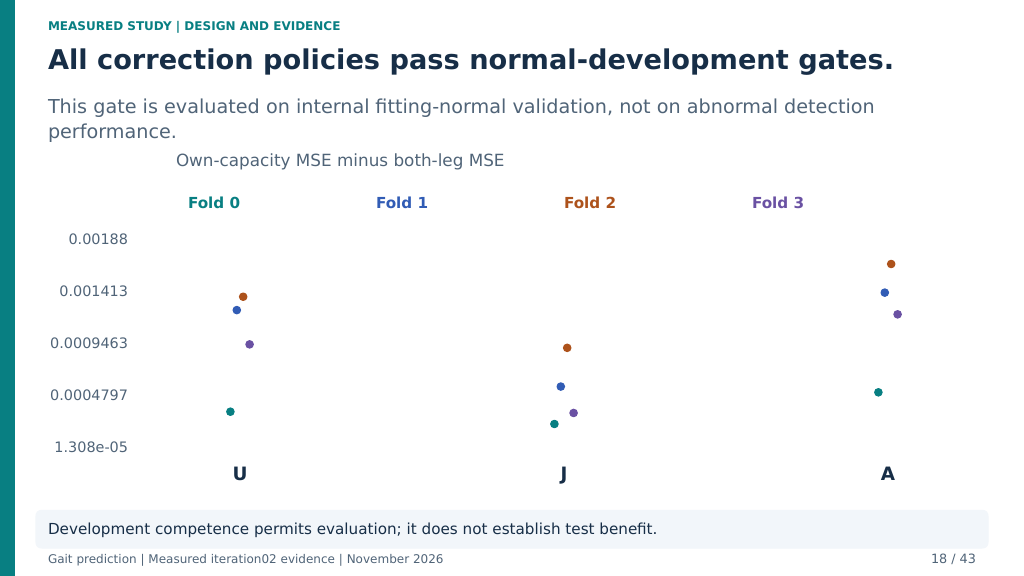 MEASURED STUDY | DESIGN AND EVIDENCE
All correction policies pass normal-development gates.
This gate is evaluated on internal fitting-normal validation, not on abnormal detection
performance.
Own-capacity MSE minus both-leg MSE
Fold 0 Fold 1 Fold 2 Fold 3
0.00188
0.001413
0.0009463
0.0004797
1.308e-05
U J A
Development competence permits evaluation; it does not establish test benefit.
Gait prediction | Measured iteration02 evidence | November 2026 18 / 43